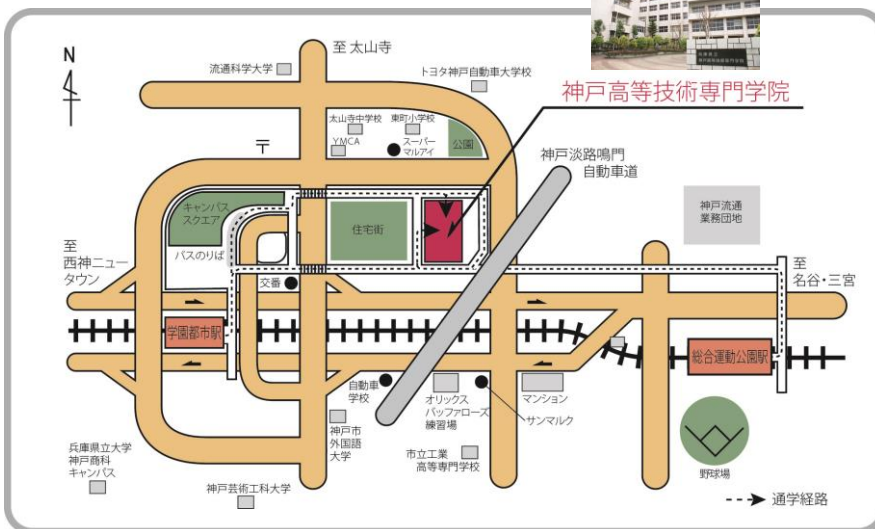 至 太山寺
N
流通科学大学
トヨタ神戸自動車大学校
神戸高等技術専門学院
太山寺中学校
東町小学校
YMCA
スーパー
マルアイ
公園
〒
神戸淡路鳴門
自動車道
キャンパス
スクエア
住宅街
神戸流通
業務団地
バスのりば
至
西神ニュー
タウン
交番
至
名谷・三宮
学園都市駅
総合運動公園駅
自動車
学校
オリックス
バッファローズ
練習場
マンション
サンマルク
神戸市
外国語
大学
兵庫県立大学
神戸商科
キャンパス
市立工業
高等専門学校
野球場
神戸芸術工科大学
通学経路